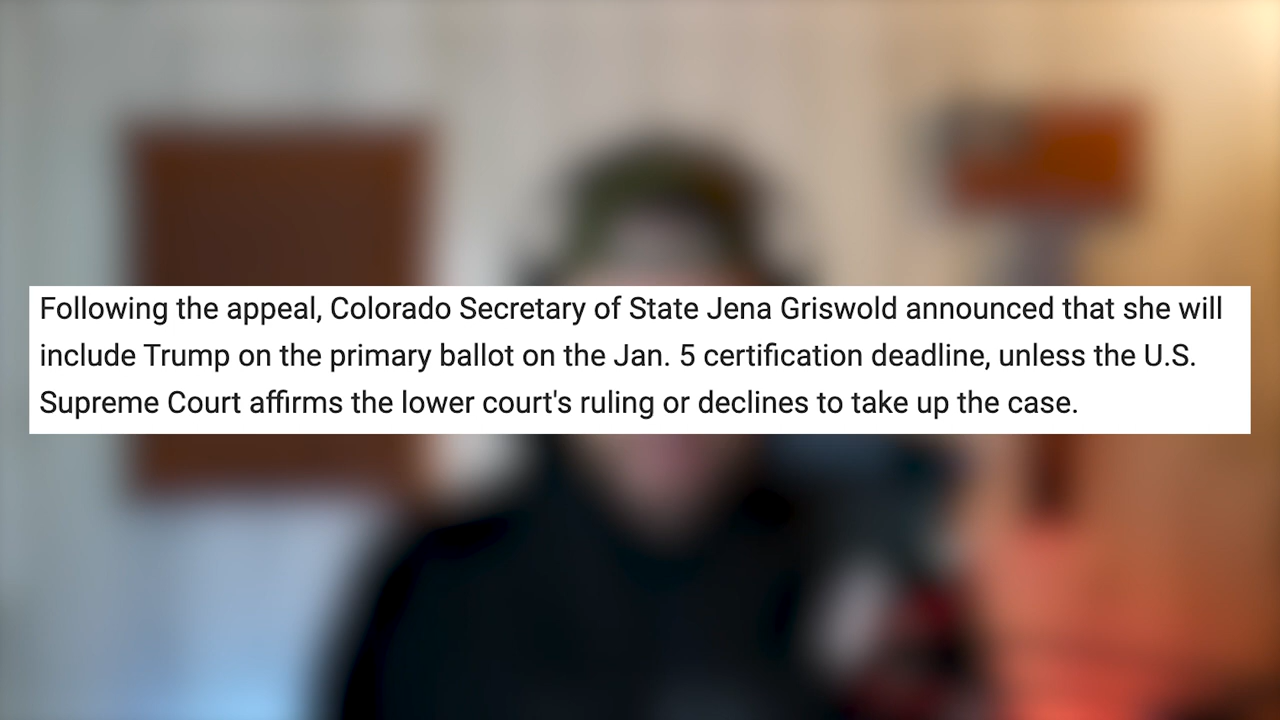 Following the appeal, Colorado Secretary of State Jena Griswold announced that she will
include Trump on the primary ballot on the Jan. 5 certification deadline, unless the U.S.
Supreme Court affirms the lower court's ruling or declines to take up the case.